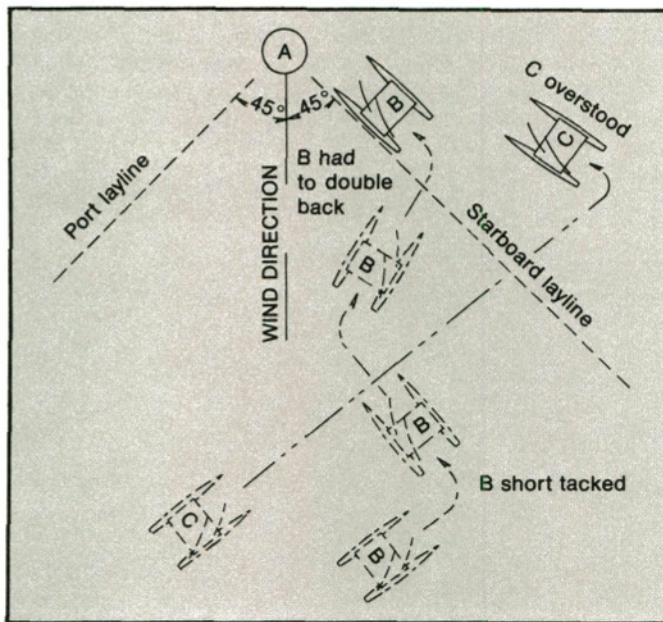 A
45° 45°
B
C overstood
C
Port layline
B had
to double
back
WIND DIRECTION
B
Starboard layline
B
B short tacked
C
B